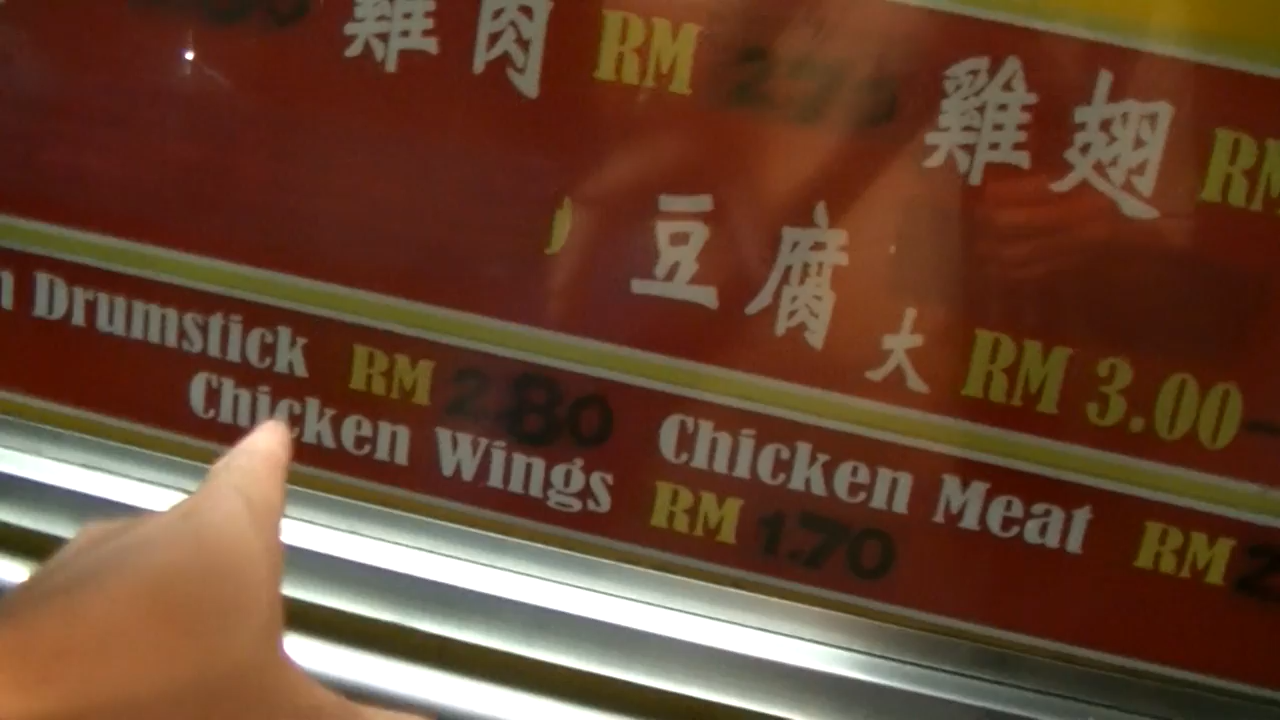 雞肉 RM 2.70 雞翅 RM
豆腐 大 RM 3.00
Drumstick RM 2.80 Chicken Meat RM
Chicken Wings RM 1.70